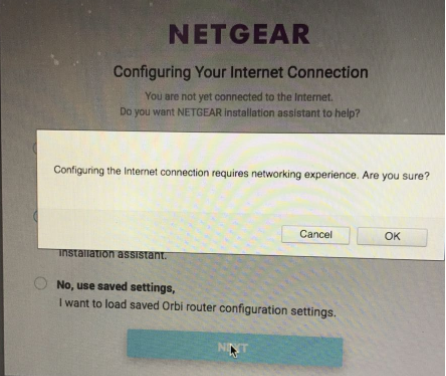 NETGEAR
Configuring Your Internet Connection
You are not yet connected to the Internet.
Do you want NETGEAR installation assistant to help?
Configuring the Internet connection requires networking experience. Are you sure?
Cancel
OK
installation assistant.
No, use saved settings,
I want to load saved Orbi router configuration settings.
NEXT